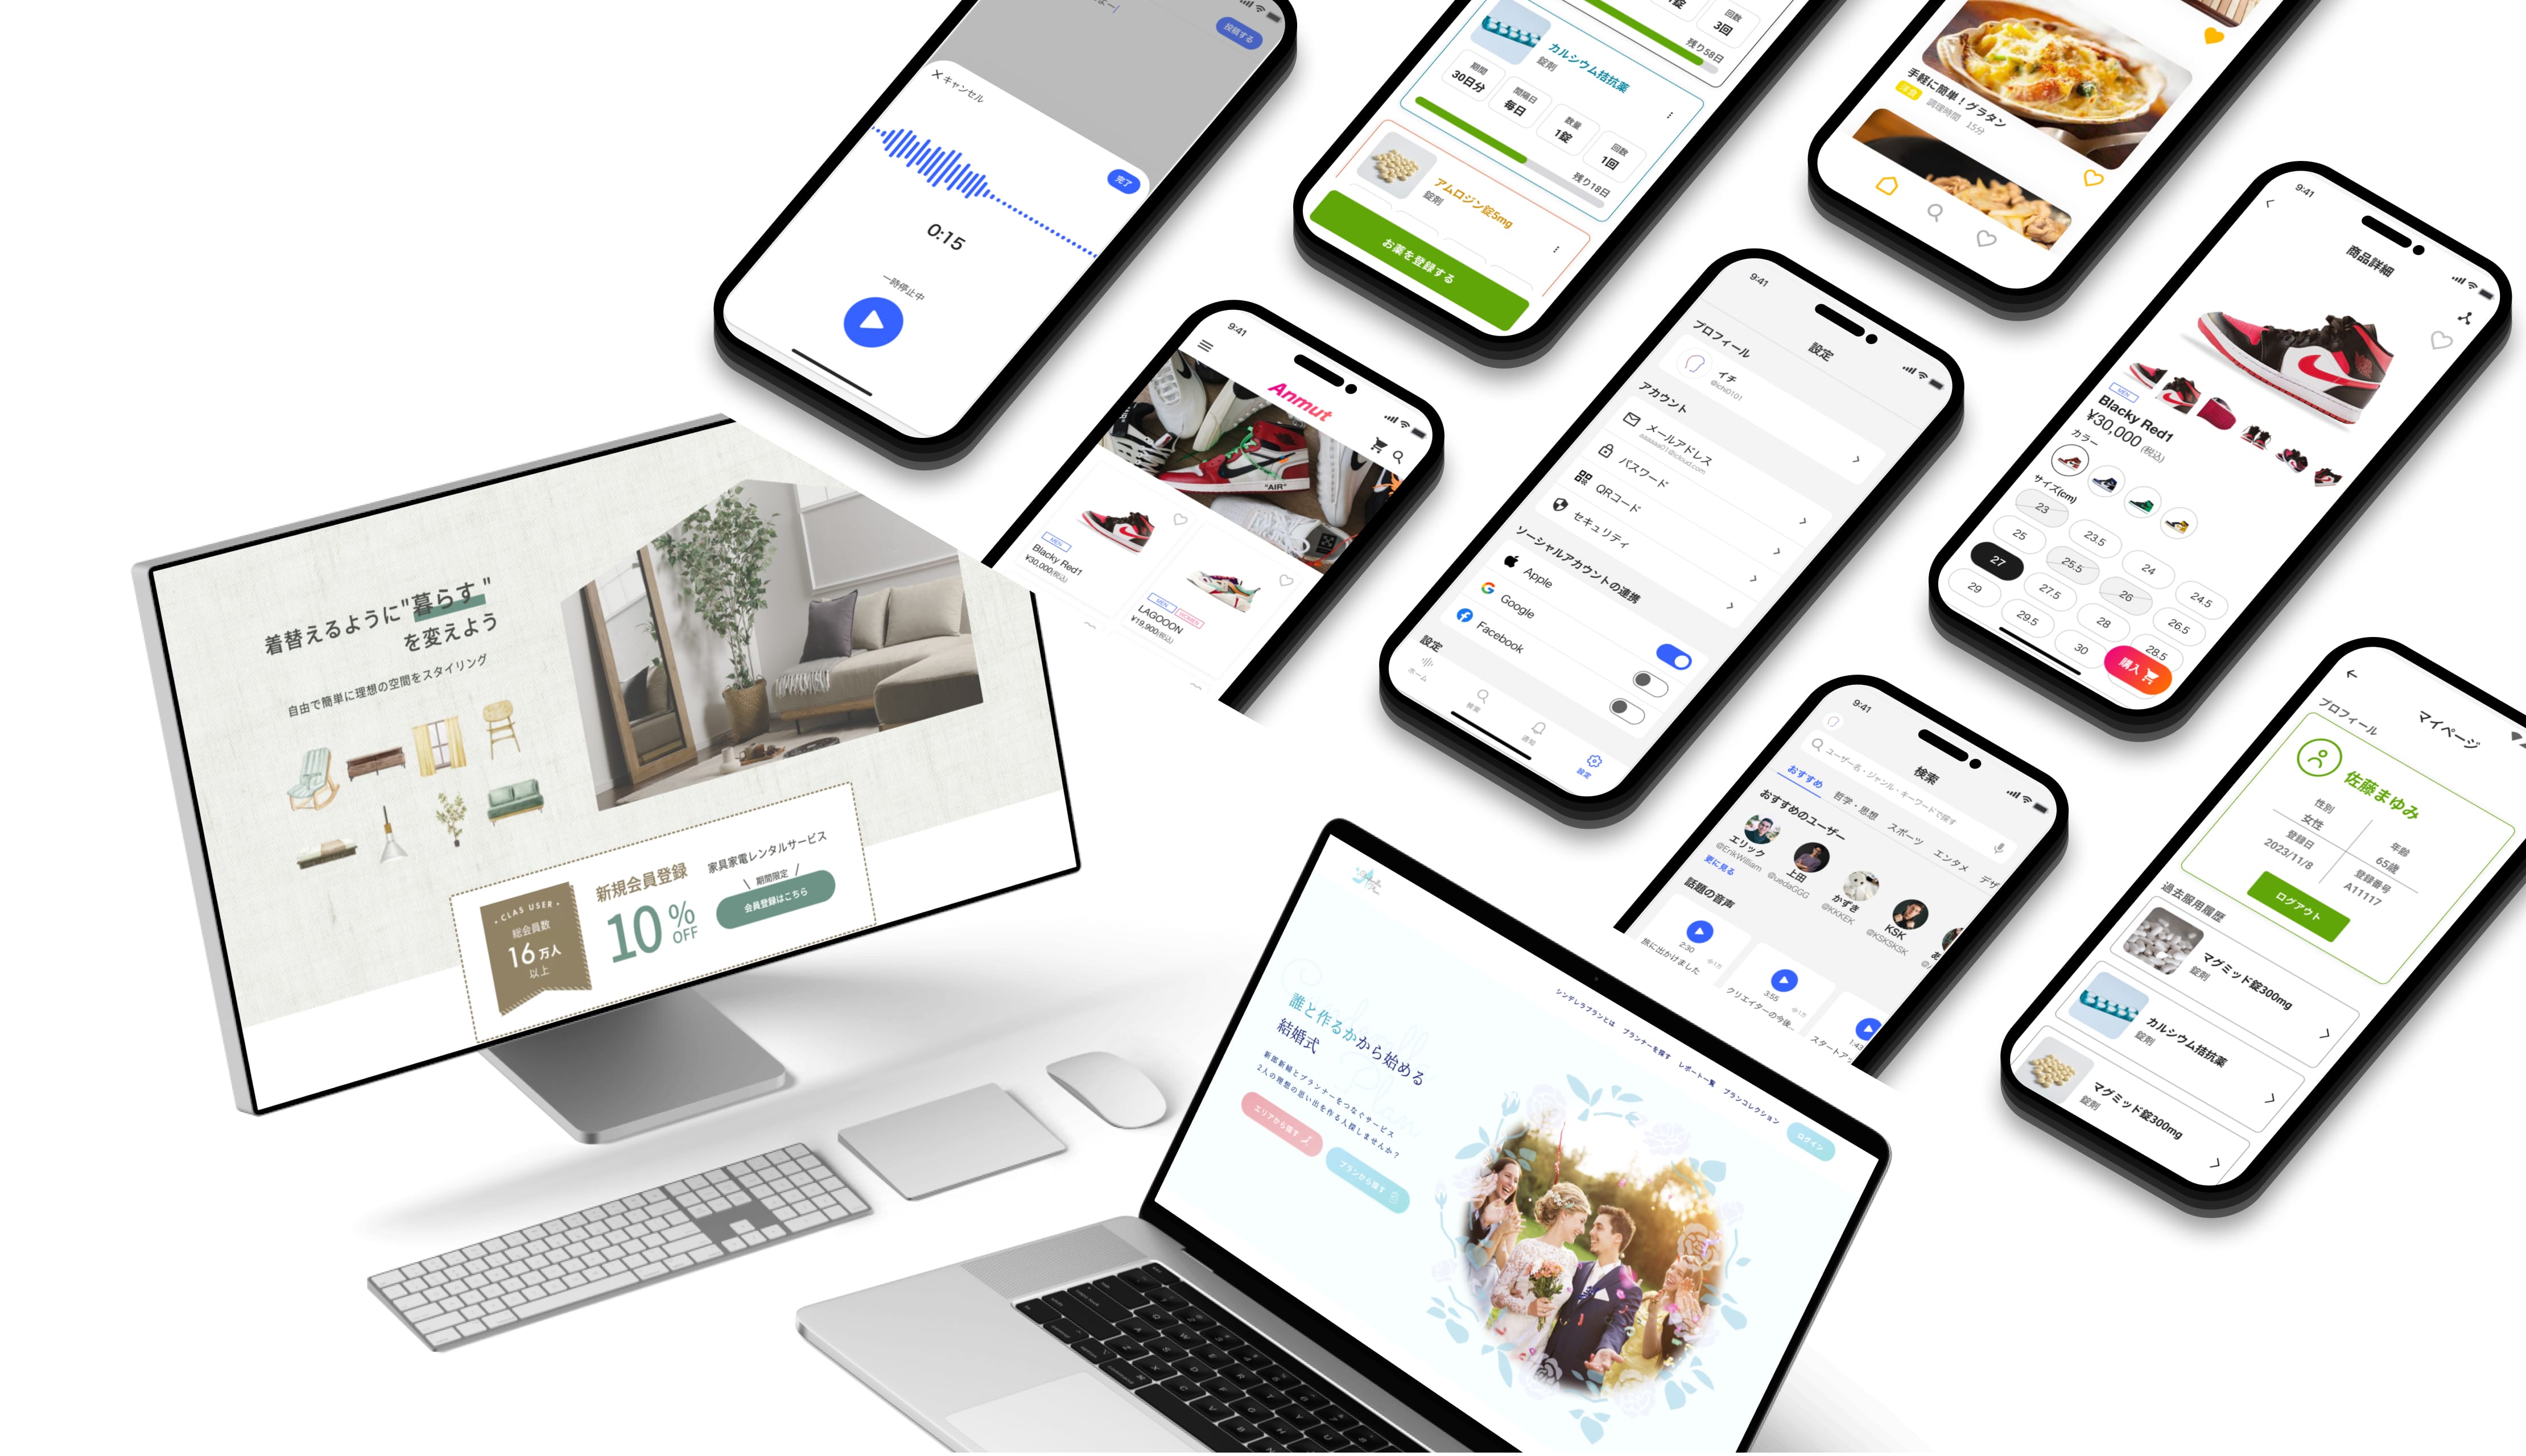 投稿する
キャンセル
完了
0:15
一時停止中
3回
残り58日
カルシウム拮抗薬
錠剤
期間
30日分
間隔日
毎日
数量
1錠
回数
1回
残り18日
アムロジン錠5mg
錠剤
お薬を登録する
手軽に簡単！グラタン
洋食
調理時間 15分
9:41
商品詳細
MEN
Blacky Red1
¥30,000(税込)
カラー
サイズ(cm)
23
23.5
24
24.5
25
25.5
26
26.5
27
27.5
28
28.5
29
29.5
30
購入
9:41
Anmut
"AIR"
MEN
Blacky Red1
¥30,000(税込)
MEN
WOMEN
LAGOOON
¥19,900(税込)
9:41
設定
プロフィール
イチ
@ichi0101
アカウント
メールアドレス
パスワード
QRコード
セキュリティ
ソーシャルアカウントの連携
Apple
Google
Facebook
設定
ホーム
検索
通知
設定
9:41
検索
ユーザー名・ジャンル・キーワードで探す
おすすめ
哲学・思想
スポーツ
エンタメ
デザ
おすすめのユーザー
エリック
@ErikWilliam
上田
@uedaGGG
かずき
@KKKEK
KSK
@KSKSKSK
更に見る
話題の音声
2:30
旅に出かけました
3:55
クリエイターの今後...
1:43
スタートアッ
マイページ
プロフィール
佐藤まゆみ
性別
女性
年齢
65歳
登録日
2023/11/8
登録番号
A11117
ログアウト
過去服用履歴
マグミッド錠300mg
錠剤
カルシウム拮抗薬
錠剤
マグミッド錠300mg
錠剤
着替えるように"暮らす"
を変えよう
自由で簡単に理想の空間をスタイリング
CLAS USER
総会員数
16万人
以上
新規会員登録
10%
OFF
家具家電レンタルサービス
期間限定
会員登録はこちら
シンデレラプランとは
プランナーを探す
レポート一覧
プランコレクション
ログイン
誰と作るかから始める
結婚式
新郎新婦とプランナーをつなぐサービス
2人の理想の思い出を作る人探しませんか？
エリアから探す
プランから探す